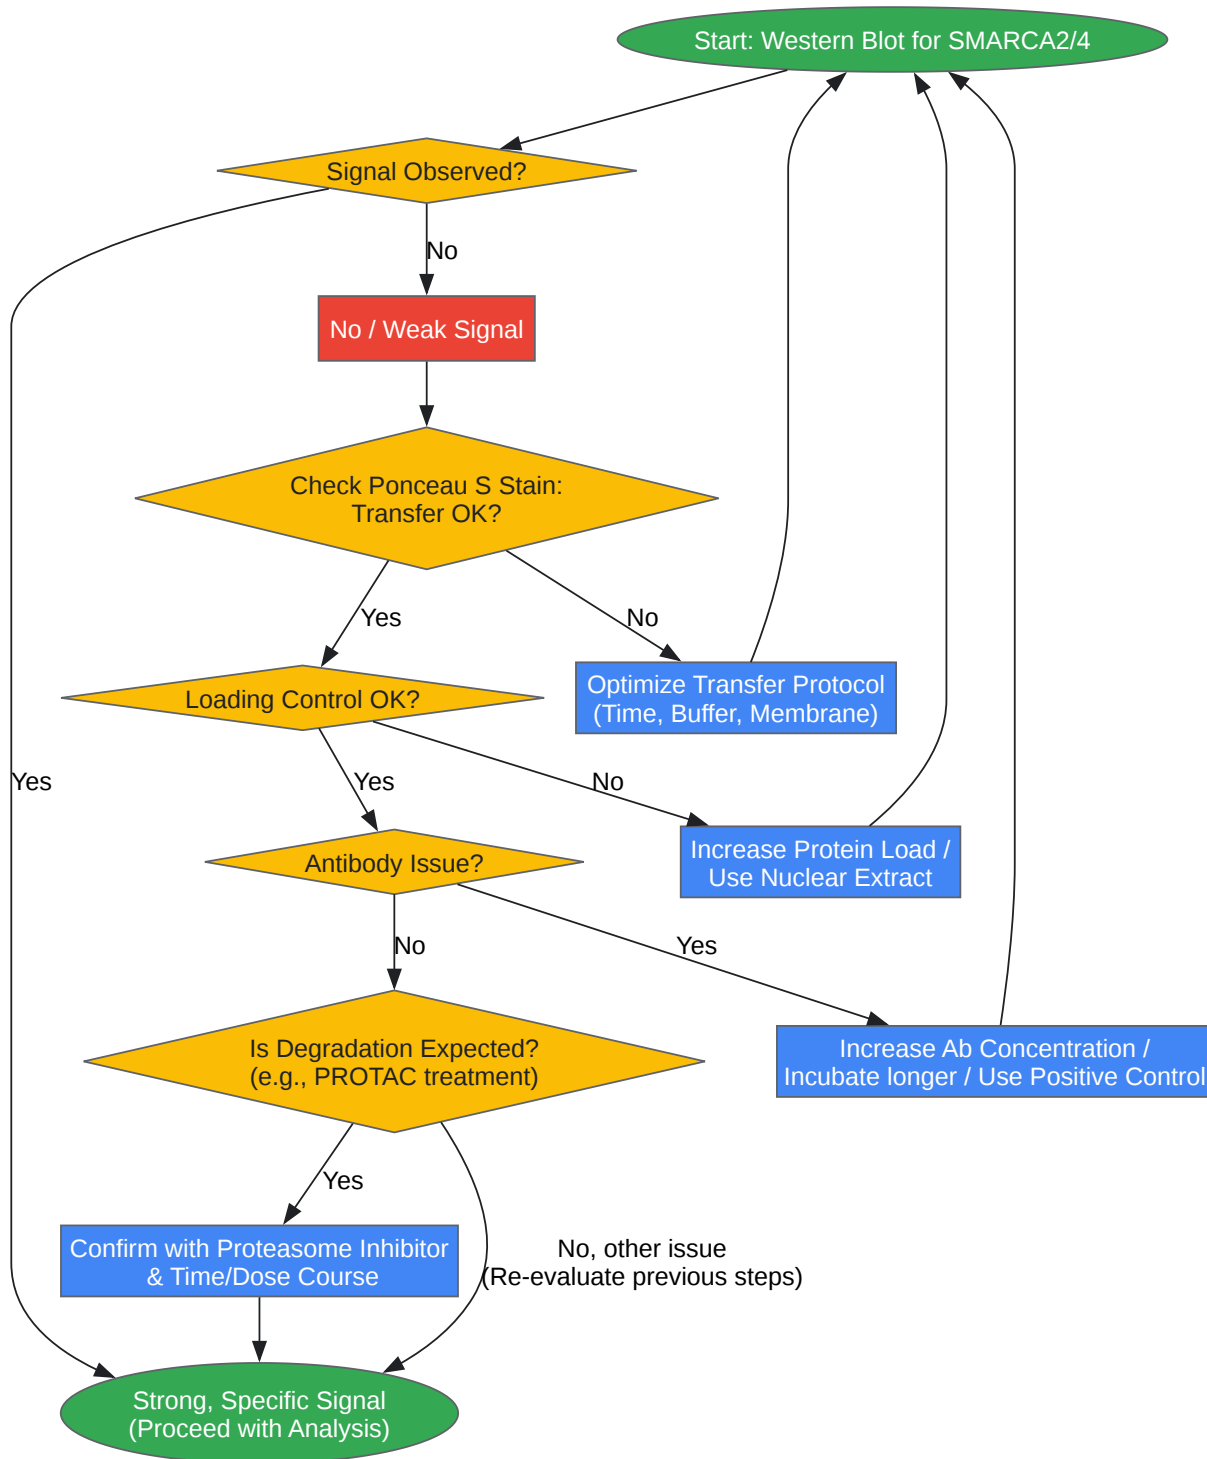 Start: Western Blot for SMARCA2/4
Signal Observed?
No
No / Weak Signal
Check Ponceau S Stain:
Transfer OK?
Yes
No
Optimize Transfer Protocol
(Time, Buffer, Membrane)
Loading Control OK?
Yes
Yes
No
Increase Protein Load /
Use Nuclear Extract
Antibody Issue?
No
Yes
Increase Ab Concentration /
Incubate longer / Use Positive Control
Is Degradation Expected?
(e.g., PROTAC treatment)
Yes
No, other issue
(Re-evaluate previous steps)
Confirm with Proteasome Inhibitor
& Time/Dose Course
Strong, Specific Signal
(Proceed with Analysis)